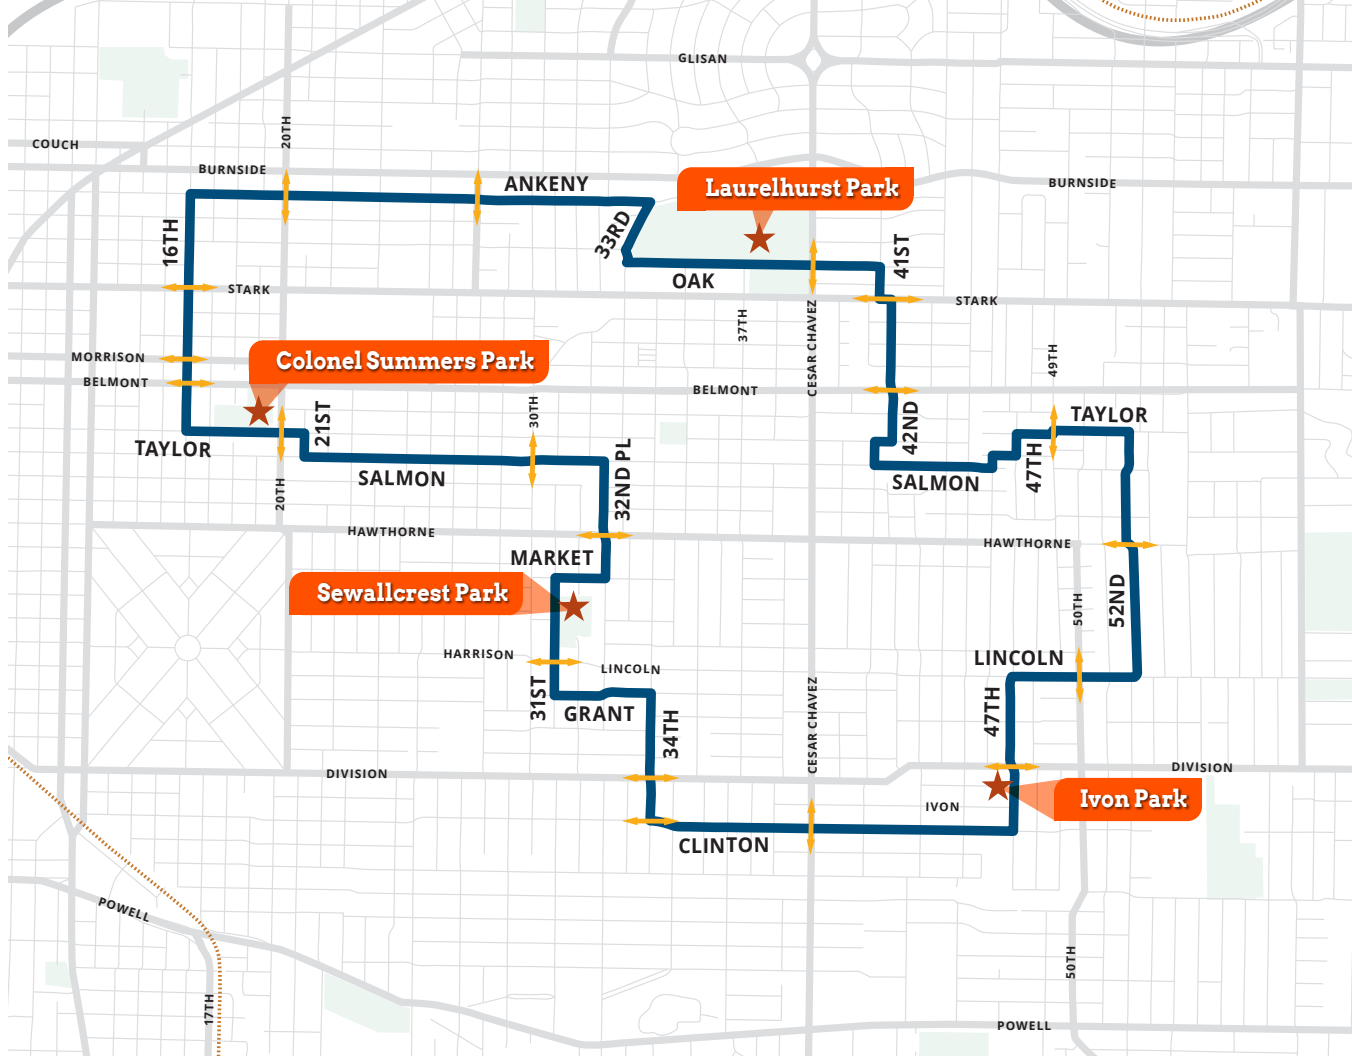 GLISAN
20TH
COUCH
BURNSIDE
ANKENY
Laurelhurst Park
BURNSIDE
16TH
33RD
41ST
OAK
STARK
STARK
37TH
CESAR CHAVEZ
49TH
MORRISON
Colonel Summers Park
BELMONT
BELMONT
30TH
21ST
42ND
TAYLOR
TAYLOR
47TH
32ND PL
SALMON
SALMON
20TH
HAWTHORNE
HAWTHORNE
MARKET
Sewallcrest Park
50TH
52ND
HARRISON
LINCOLN
LINCOLN
31ST
GRANT
34TH
CESAR CHAVEZ
47TH
DIVISION
DIVISION
Ivon Park
IVON
CLINTON
POWELL
50TH
17TH
POWELL